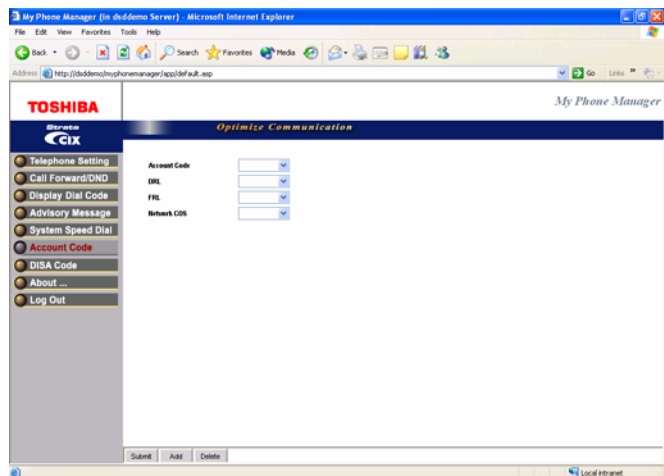 My Phone Manager (in dsddemo Server) - Microsoft Internet Explorer
File Edit View Favorites Tools Help
Back Search Favorites Media
Address http://dsddemo/myphonemanager/app/default.asp Go Links »
TOSHIBA
My Phone Manager
Strata CIX
Optimize Communication
Telephone Setting
Call Forward/DND
Display Dial Code
Advisory Message
System Speed Dial
Account Code
DISA Code
About ...
Log Out
Account Code
DRL
FRL
Network COS
Submit Add Delete
Local intranet